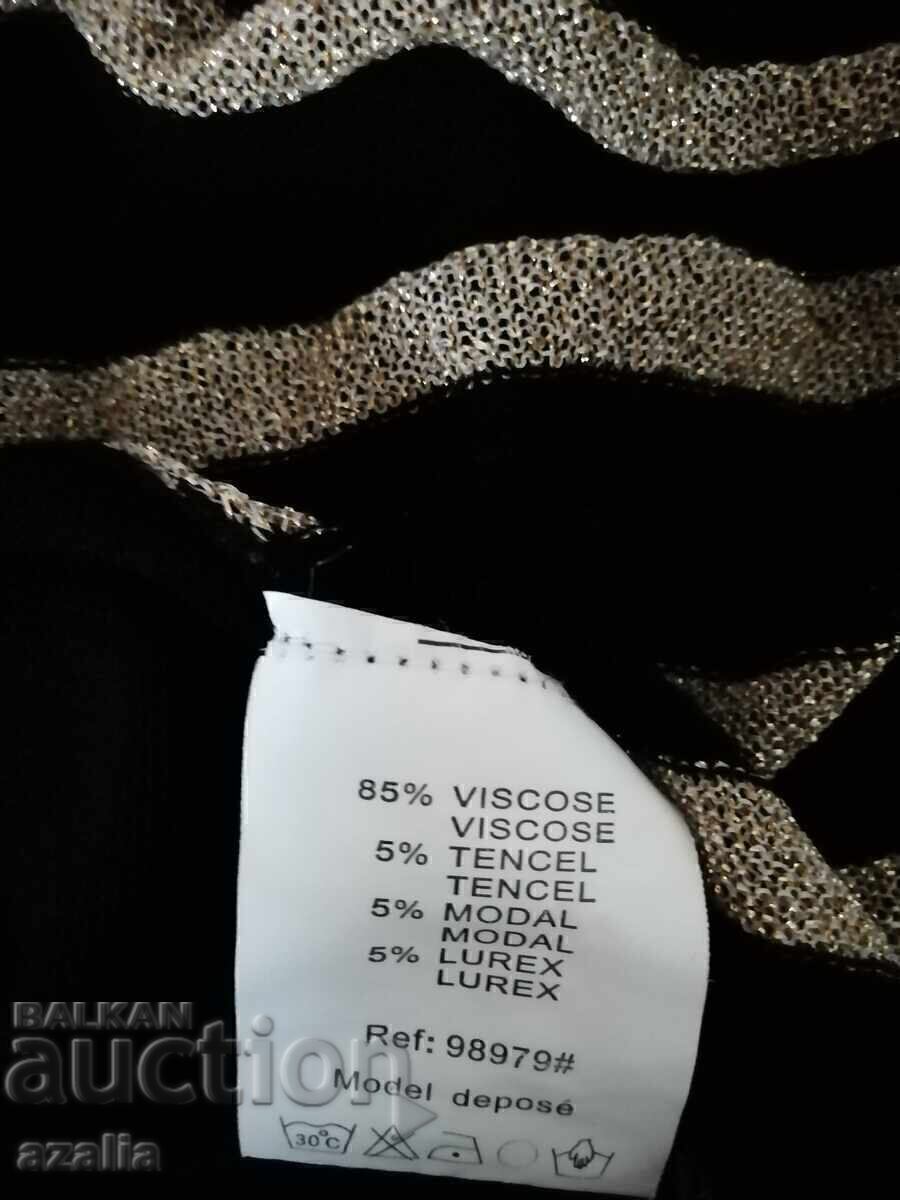 85% VISCOSE
VISCOSE
5% TENCEL
TENCEL
5% MODAL
MODAL
5% LUREX
LUREX
Ref: 98979#
Model deposé
30°C
BALKAN
auction
azalia